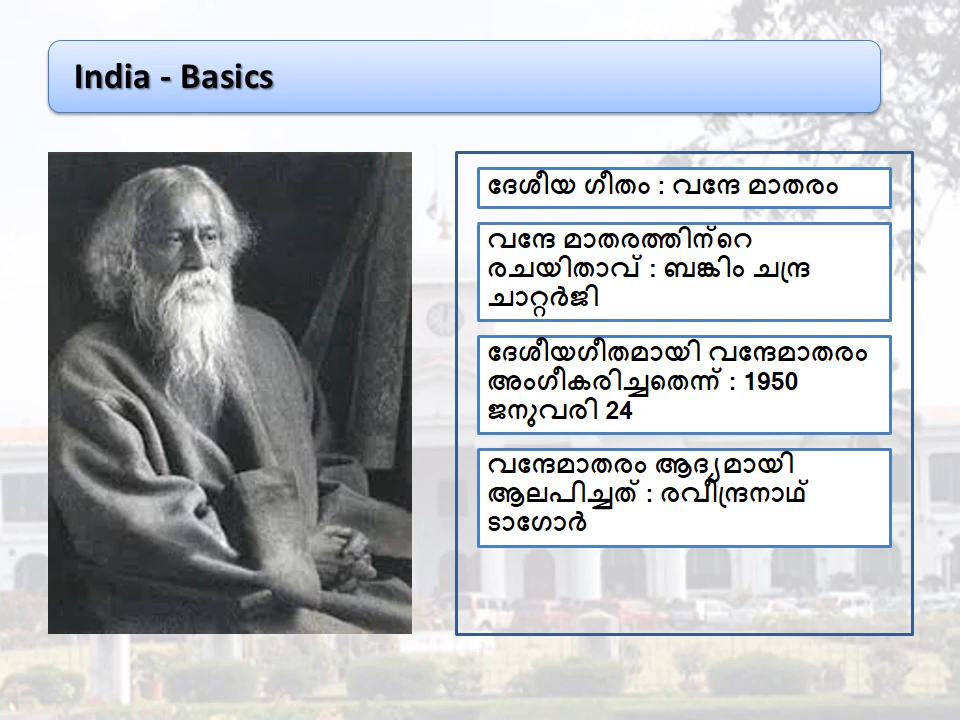 India - Basics
ദേശീയ ഗീതം : വന്ദേ മാതരം
വന്ദേ മാതരത്തിന്റെ
രചയിതാവ് : ബങ്കിം ചന്ദ്ര
ചാറ്റർജി
ദേശീയഗീതമായി വന്ദേമാതരം
അംഗീകരിച്ചതെന്ന് : 1950
ജനുവരി 24
വന്ദേമാതരം ആദ്യമായി
ആലപിച്ചത് : രവീന്ദ്രനാഥ്
ടാഗോർ